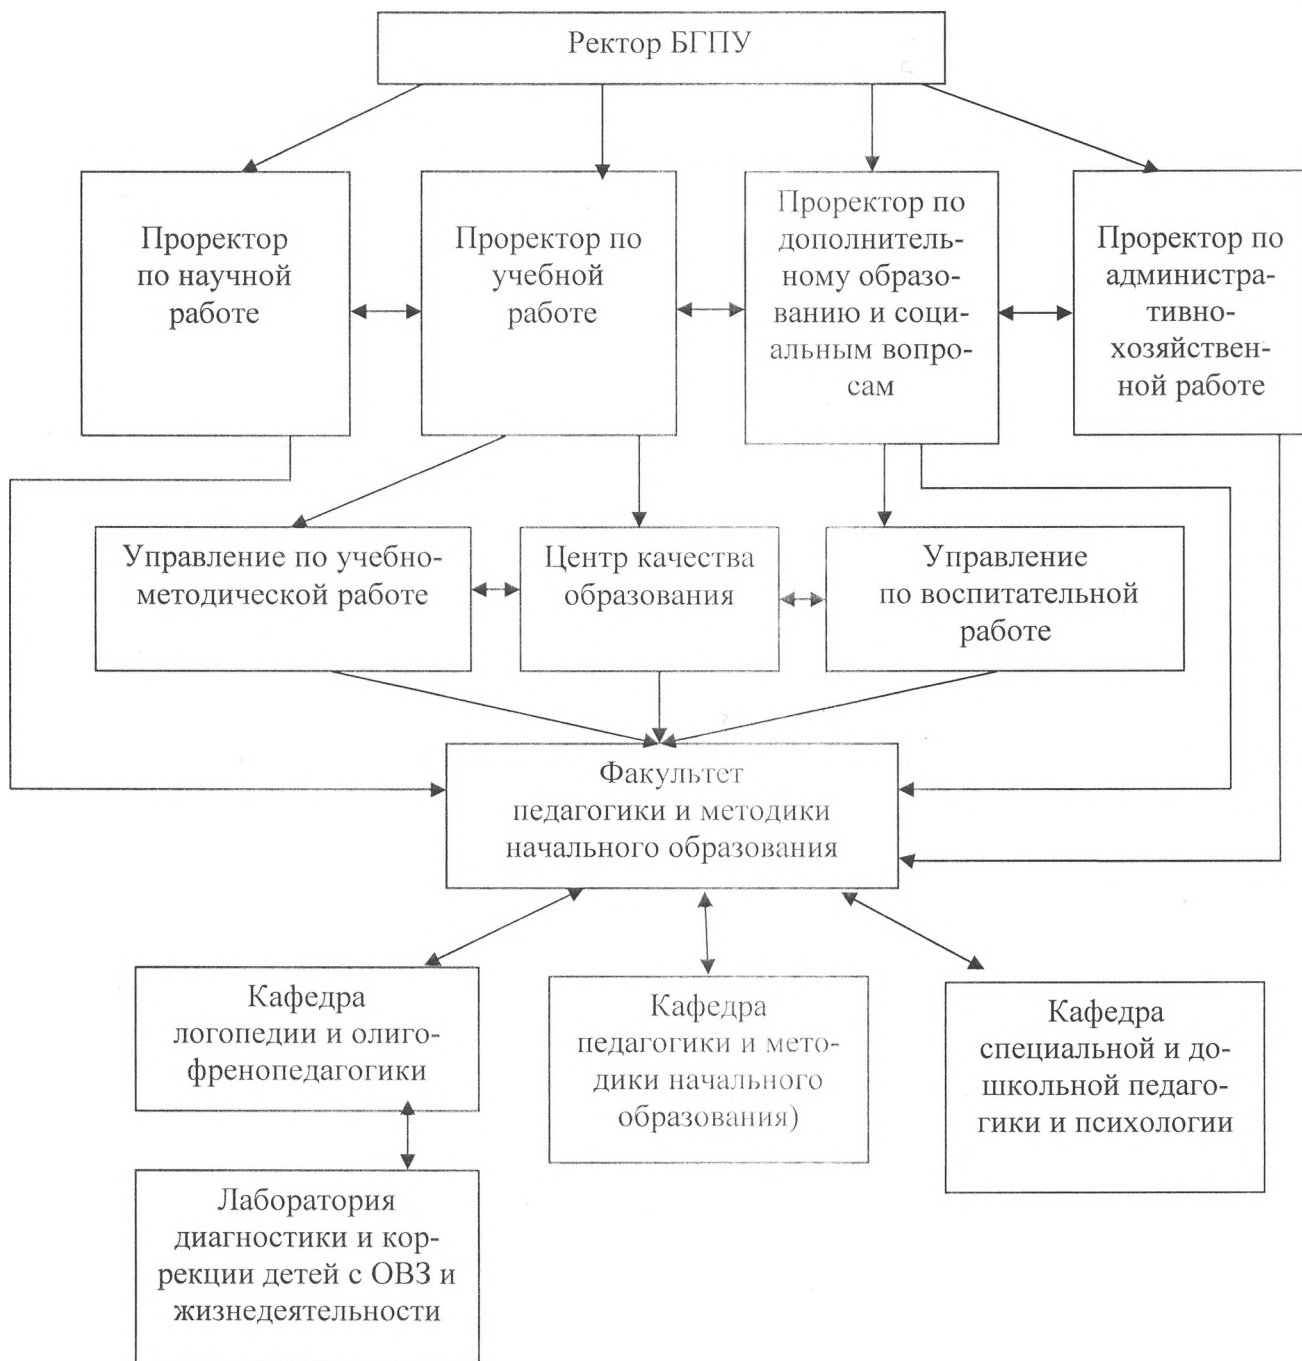 Ректор БГПУ
Проректор
по научной
работе
Проректор по
учебной
работе
Проректор по
дополнитель-
ному образо-
ванию и соци-
альным вопро-
сам
Проректор по
администра-
тивно-
хозяйствен-
ной работе
Управление по учебно-
методической работе
Центр качества
образования
Управление
по воспитательной
работе
Факультет
педагогики и методики
начального образования
Кафедра
логопедии и олиго-
френопедагогики
Кафедра
педагогики и мето-
дики начального
образования)
Кафедра
специальной и до-
школьной педаго-
гики и психологии
Лаборатория
диагностики и кор-
рекции детей с ОВЗ и
жизнедеятельности